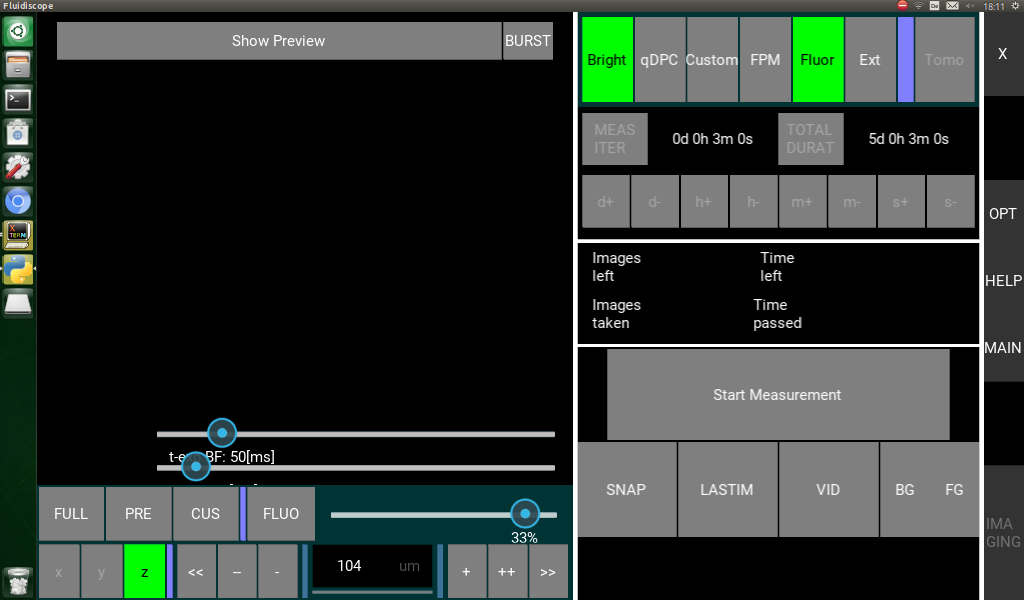 Fluidiscope
De
18:11
Show Preview
BURST
Bright
qDPC
Custom
FPM
Fluor
Ext
Tomo
X
MEAS
ITER
0d 0h 3m 0s
TOTAL
DURAT
5d 0h 3m 0s
d+
d-
h+
h-
m+
m-
s+
s-
OPT
HELP
MAIN
Images
left
Time
left
Images
taken
Time
passed
Start Measurement
SNAP
LASTIM
VID
BG
FG
IMA
GING
BF: 50[ms]
FULL
PRE
CUS
FLUO
33%
x
y
z
<<
--
-
104
um
+
++
>>
X
TERM